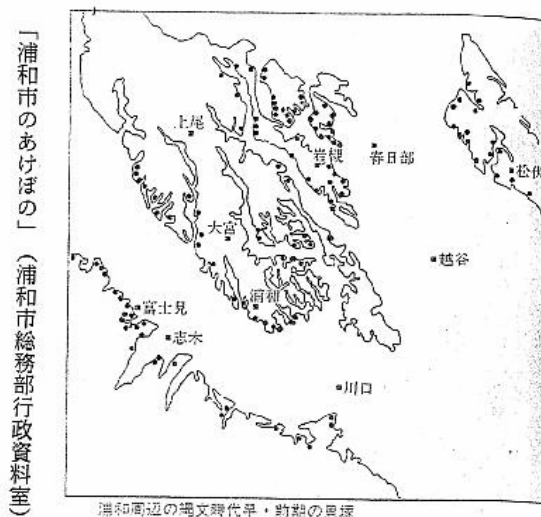 「浦和市のあけぼの」（浦和市総務部行政資料室）
上尾
岩槻
春日部
松伏
大宮
越谷
浦和
富士見
志木
川口
浦和周辺の縄文時代早・前期の貝塚